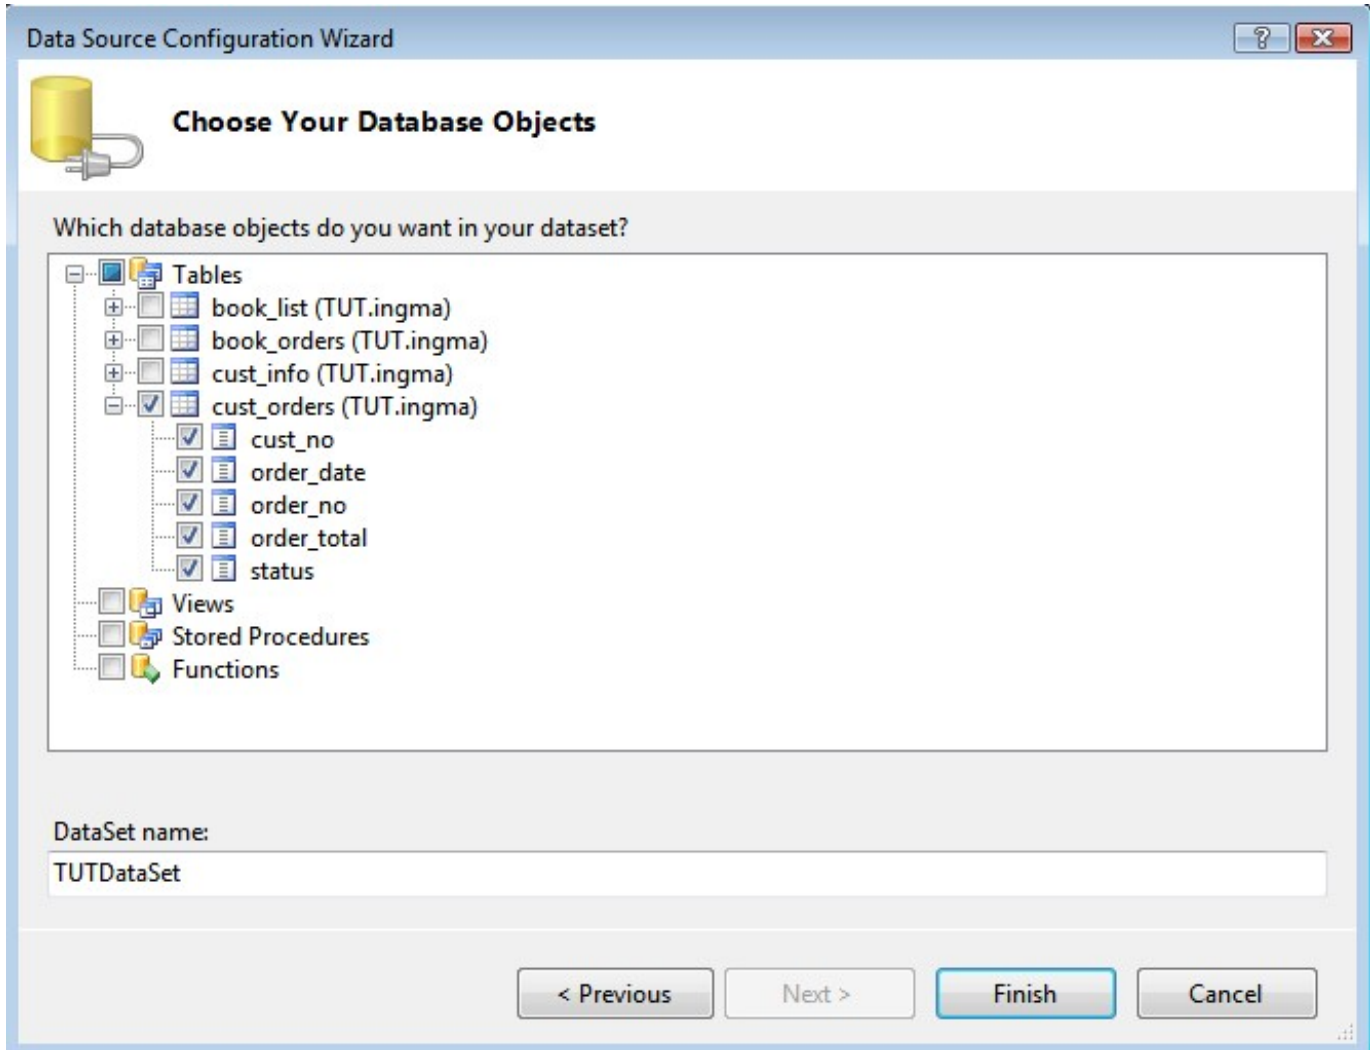 Data Source Configuration Wizard
Choose Your Database Objects
Which database objects do you want in your dataset?
Tables
book_list (TUT.ingma)
book_orders (TUT.ingma)
cust_info (TUT.ingma)
cust_orders (TUT.ingma)
cust_no
order_date
order_no
order_total
status
Views
Stored Procedures
Functions
DataSet name:
TUTDataSet
< Previous Next > Finish Cancel